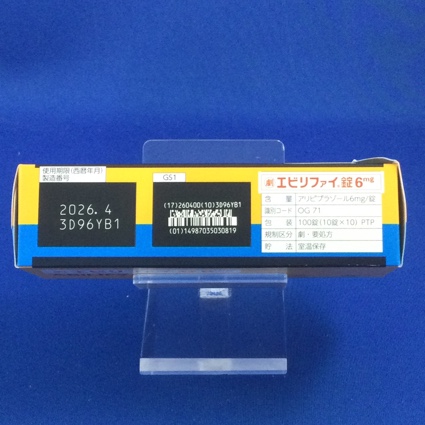 使用期限(西暦年月)
製造番号
2026.4
3D96YB1
GS1
(17)260400(10)3D96YB1
(01)14987035030819
劇 エビリファイ®錠6mg
含 量 アリピプラゾール6mg/錠
識別コード OG 71
包 装 100錠(10錠×10) PTP
規制区分 劇・要処力
貯 法 室温保存